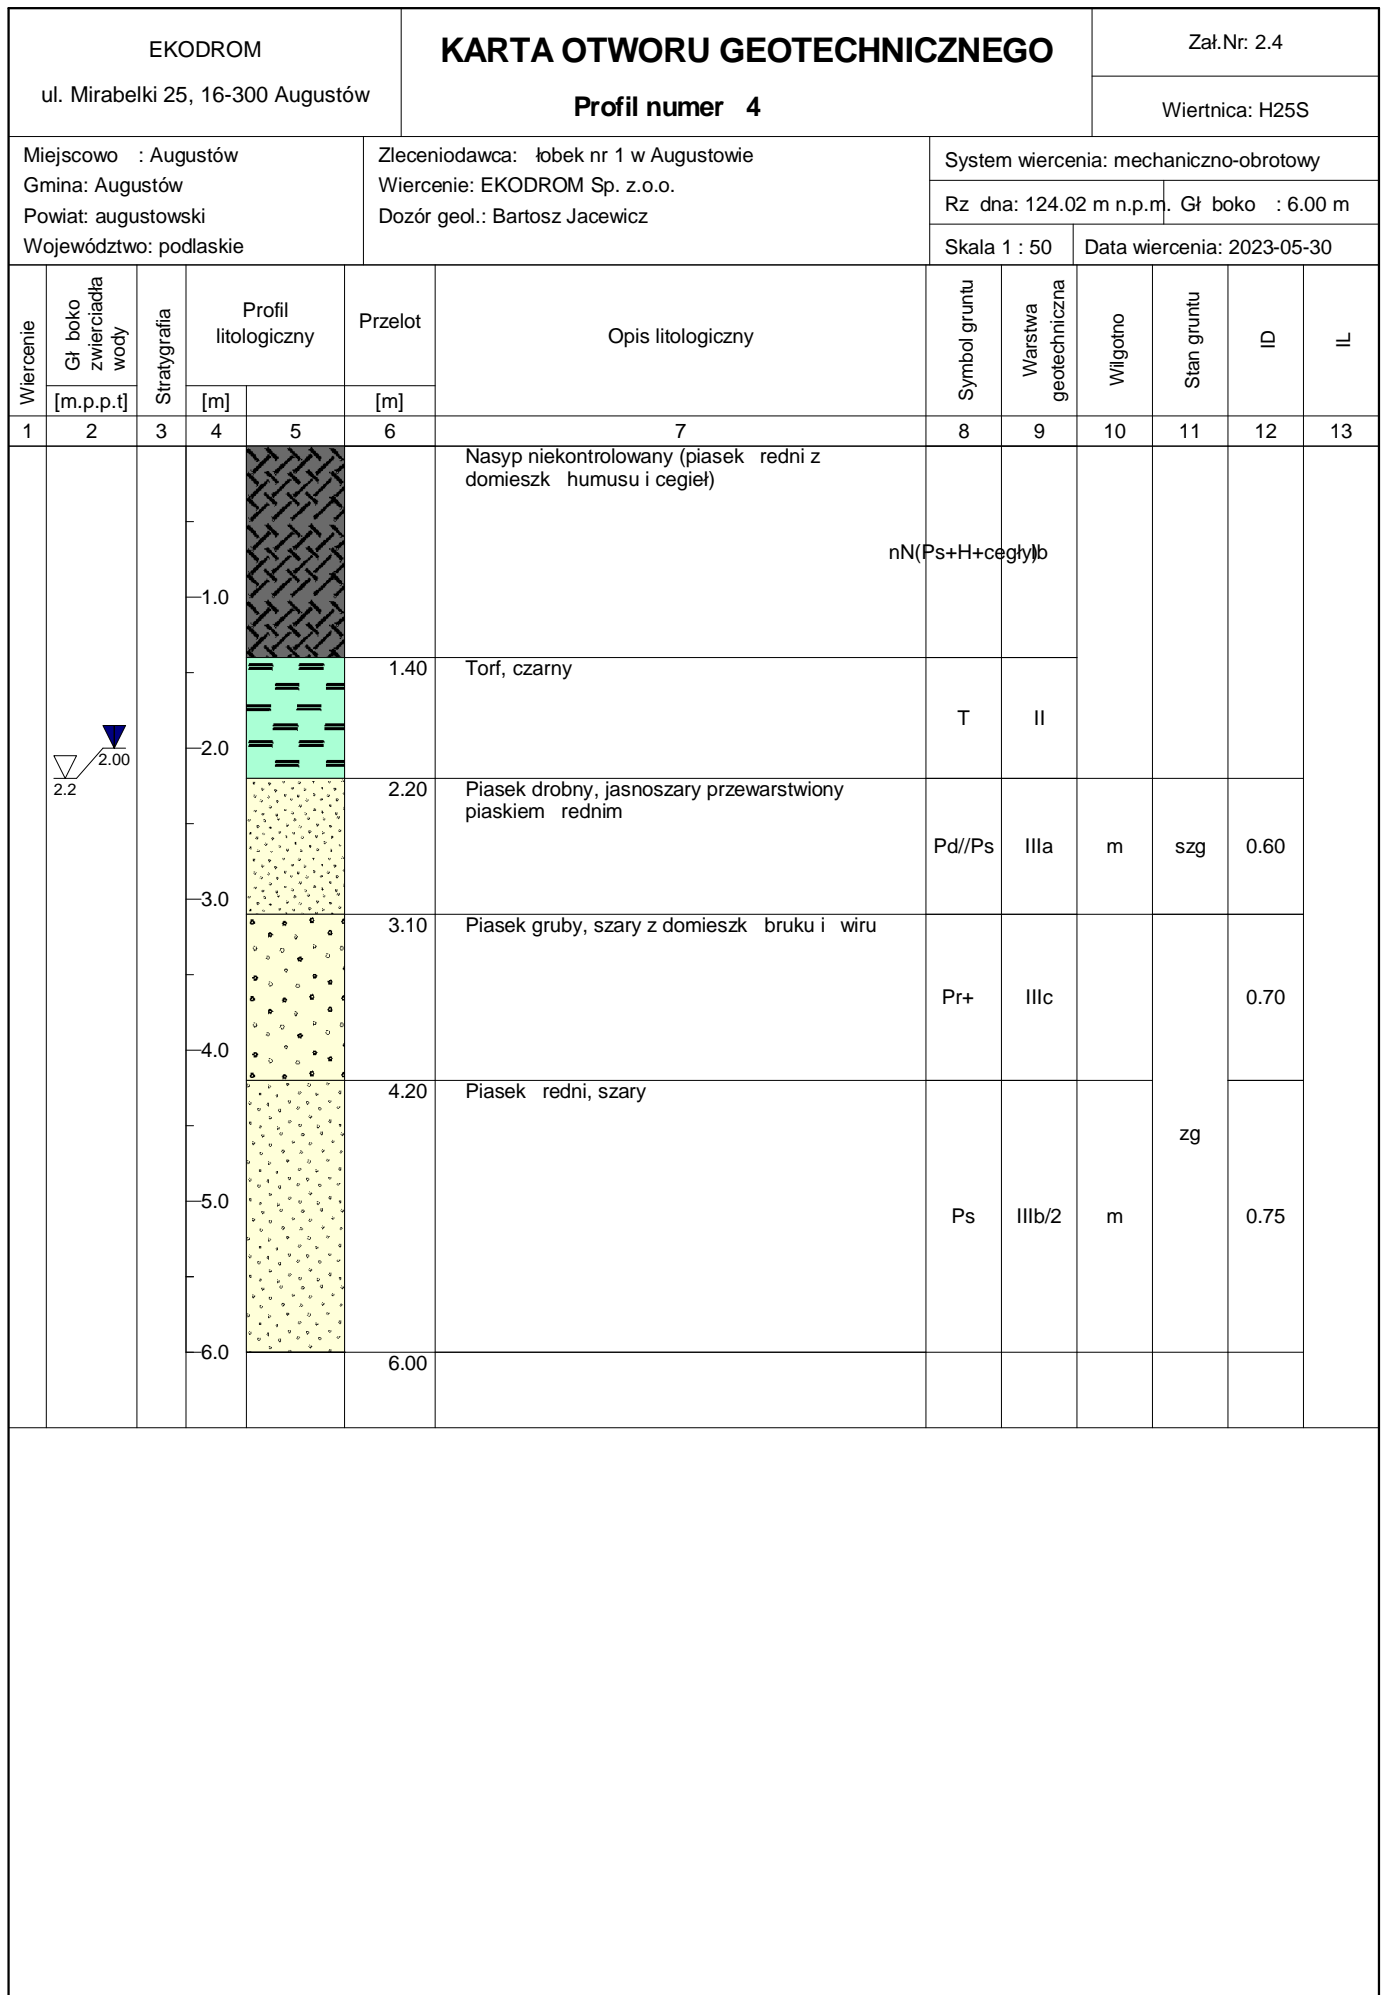 EKODROM
ul. Mirabelki 25, 16-300 Augustów
KARTA OTWORU GEOTECHNICZNEGO
Profil numer 4
Zał.Nr: 2.4
Wiertnica: H25S
Miejscowo : Augustów
Gmina: Augustów
Powiat: augustowski
Województwo: podlaskie
Zleceniodawca: łobek nr 1 w Augustowie
Wiercenie: EKODROM Sp. z.o.o.
Dozór geol.: Bartosz Jacewicz
System wiercenia: mechaniczno-obrotowy
Rz dna: 124.02 m n.p.m. Gł boko : 6.00 m
Skala 1 : 50 Data wiercenia: 2023-05-30
Wiercenie
Gł boko
zwierciadła
wody
[m.p.p.t]
Stratygrafia
Profil
litologiczny
[m]
Przelot
[m]
Opis litologiczny
Symbol gruntu
Warstwa
geotechniczna
Wilgotno
Stan gruntu
ID
IL
1 2 3 4 5 6 7 8 9 10 11 12 13
Nasyp niekontrolowany (piasek redni z
domieszk humusu i cegieł)
nN(Ps+H+cegły)Ib
1.0
1.40 Torf, czarny
T II
2.0
2.00
2.2
2.20 Piasek drobny, jasnoszary przewarstwiony
piaskiem rednim
Pd//Ps IIIa m szg 0.60
3.0
3.10 Piasek gruby, szary z domieszk bruku i wiru
Pr+ IIIc 0.70
4.0
4.20 Piasek redni, szary
zg
5.0
Ps IIIb/2 m 0.75
6.0
6.00